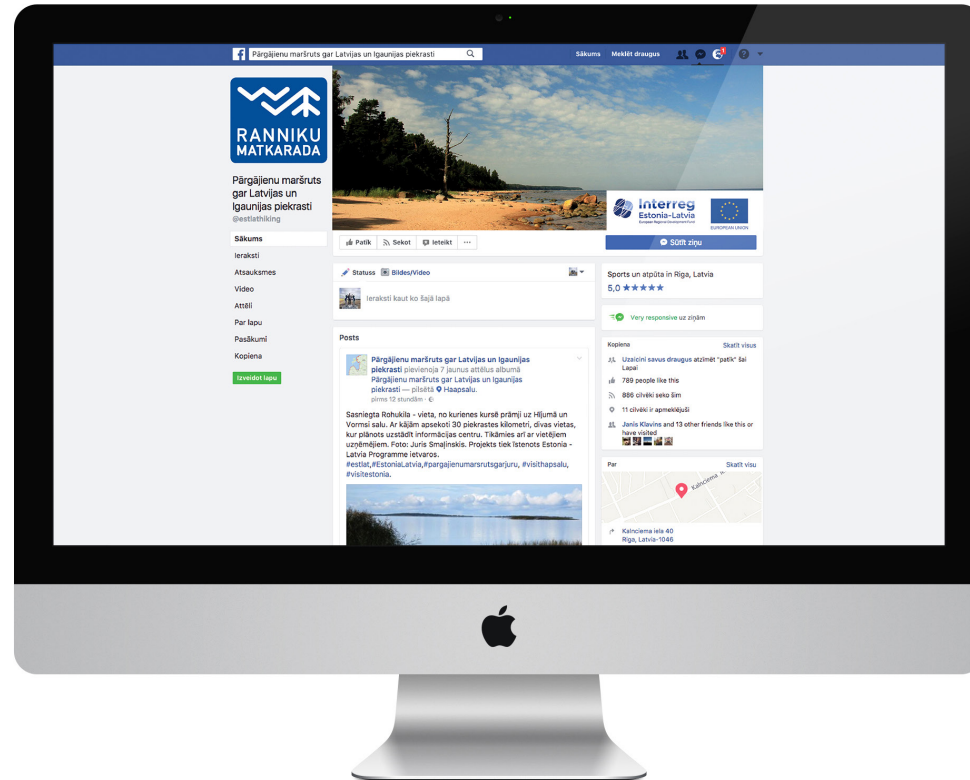 Pārgājienu maršruts gar Latvijas un Igaunijas piekrasti
Sākums
Meklēt draugus
1
?
RANNIKU
MATKARADA
Pārgājienu maršruts
gar Latvijas un
Igaunijas piekrasti
@estlathiking
Sākums
Ieraksti
Atsauksmes
Video
Attēli
Par lapu
Pasākumi
Kopiena
Izveidot lapu
Interreg
Estonia-Latvia
European Regional Development Fund
EUROPEAN UNION
Patīk
Sekot
Ieteikt
Sūtīt ziņu
Statuss
Bildes/Video
Ieraksti kaut ko šajā lapā
Posts
Pārgājienu maršruts gar Latvijas un Igaunijas
piekrasti pievienoja 7 jaunus attēlus albumā
Pārgājienu maršruts gar Latvijas un Igaunijas
piekrasti — pilsētā Haapsalu.
pirms 12 stundām ·
Sasniegta Rohukila - vieta, no kurienes kursē prāmji uz Hījumā un
Vormsi salu. Ar kājām apsekoti 30 piekrastes kilometri, divas vietas,
kur plānots uzstādīt informācijas centru. Tikāmies arī ar vietējiem
uzņēmējiem. Foto: Juris Smaļinskis. Projekts tiek īstenots Estonia -
Latvia Programme ietvaros.
#estlat,#EstoniaLatvia,#pargajienumarsrutsgarjuru, #visithapsalu,
#visitestonia.
Sports un atpūta in Riga, Latvia
5,0 ★★★★★
Very responsive uz ziņām
Kopiena
Skatīt visus
Uzaicini savus draugus atzīmēt "patīk" šai
Lapai
789 people like this
886 cilvēki seko šim
11 cilvēki ir apmeklējuši
Janis Klavins and 13 other friends like this or
have visited
Par
Skatīt visu
Kalnciema
Kalnciema iela 40
Riga, Latvia-1046